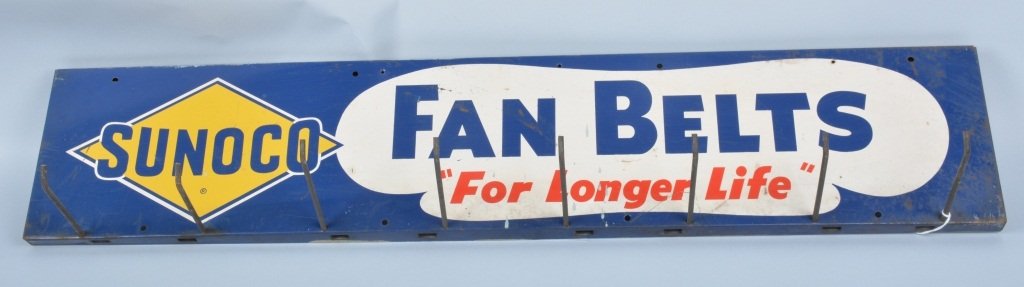 SUNOCO
®
FAN BELTS
"For Longer Life"